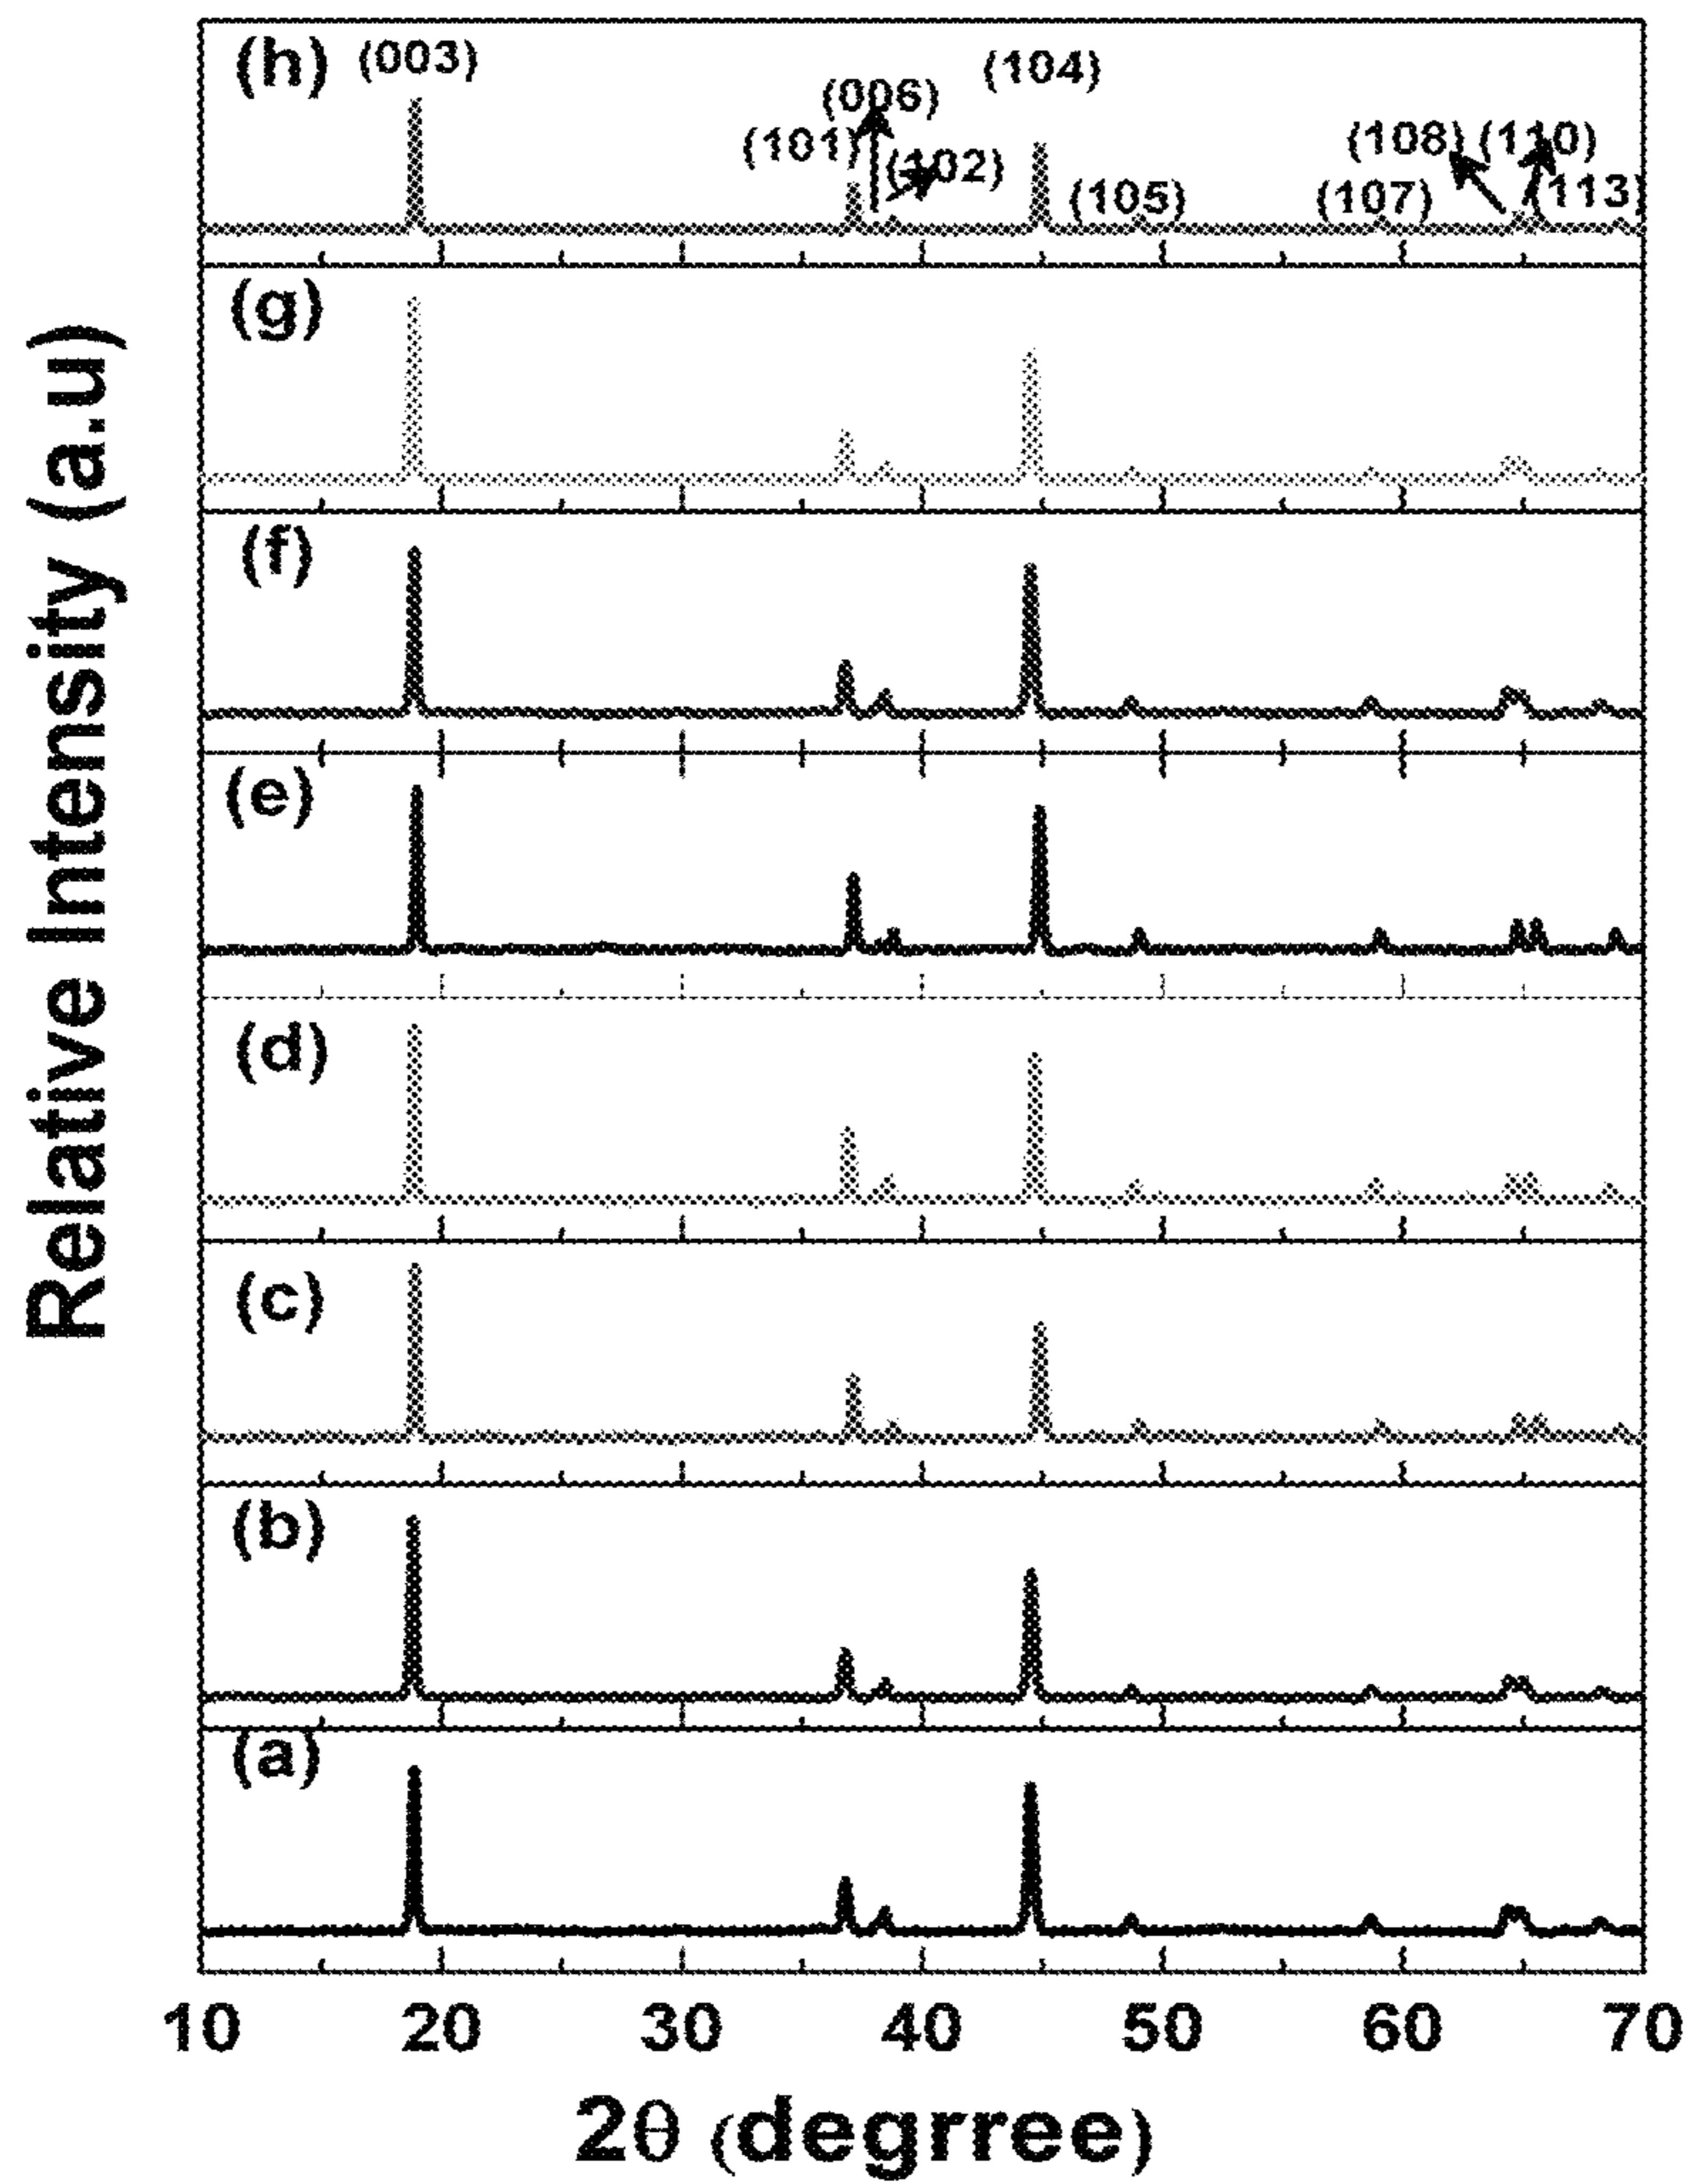 Relative Intensity (a.u)
(h) (003) (104)
(006)
(101) (102) (108) (110)
(105) (107) (113)
(g)
(f)
(e)
(d)
(c)
(b)
(a)
10 20 30 40 50 60 70
2θ (degrree)